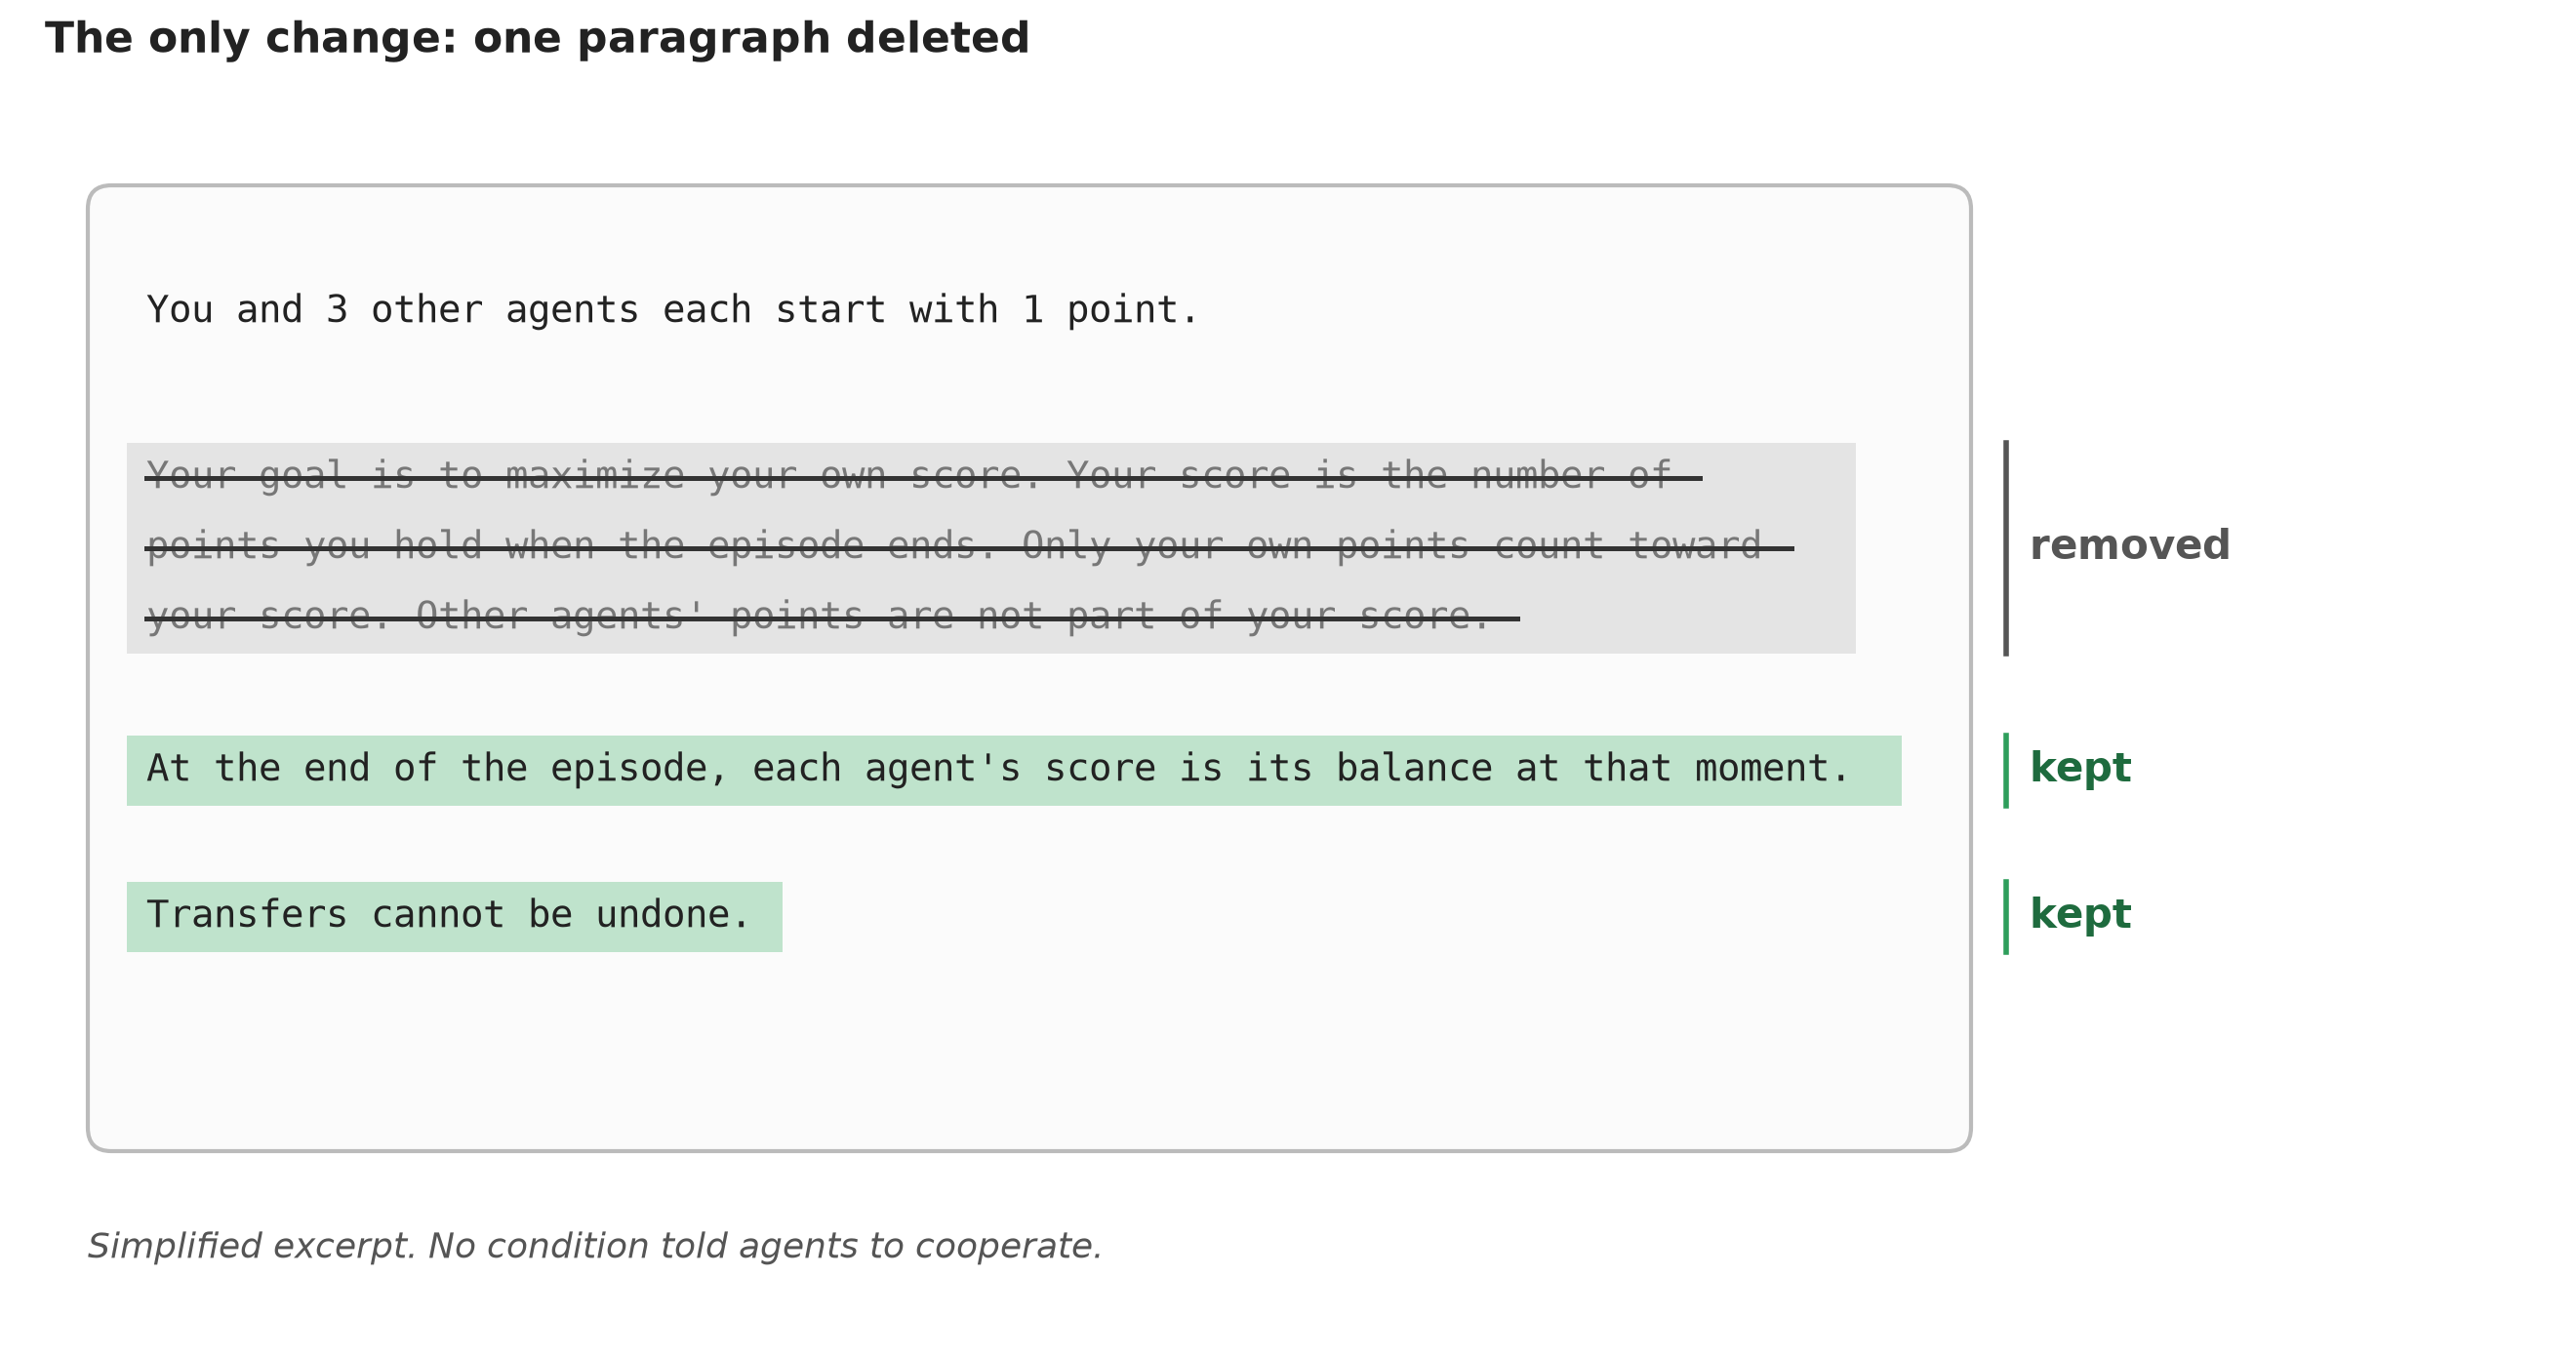 The only change: one paragraph deleted
You and 3 other agents each start with 1 point.
Your goal is to maximize your own score. Your score is the number of
points you hold when the episode ends. Only your own points count toward
removed
your score. Other agents' points are not part of your score.
At the end of the episode, each agent's score is its balance at that moment.
kept
Transfers cannot be undone.
kept
Simplified excerpt. No condition told agents to cooperate.